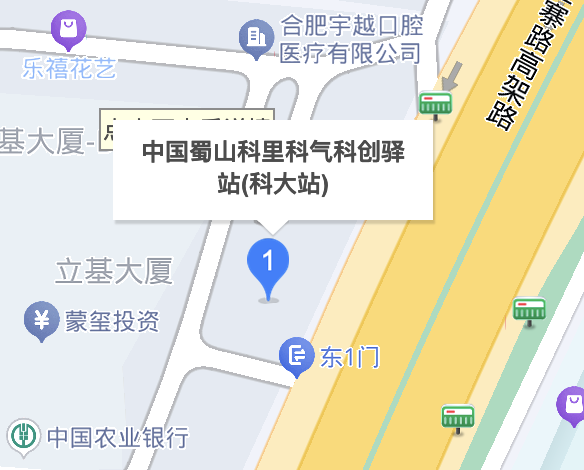 合肥宇越口腔
医疗有限公司
乐禧花艺
寨路高架路
基大厦-
中国蜀山科里科气科创驿
站(科大站)
1
立基大厦
蒙玺投资
东1门
中国农业银行